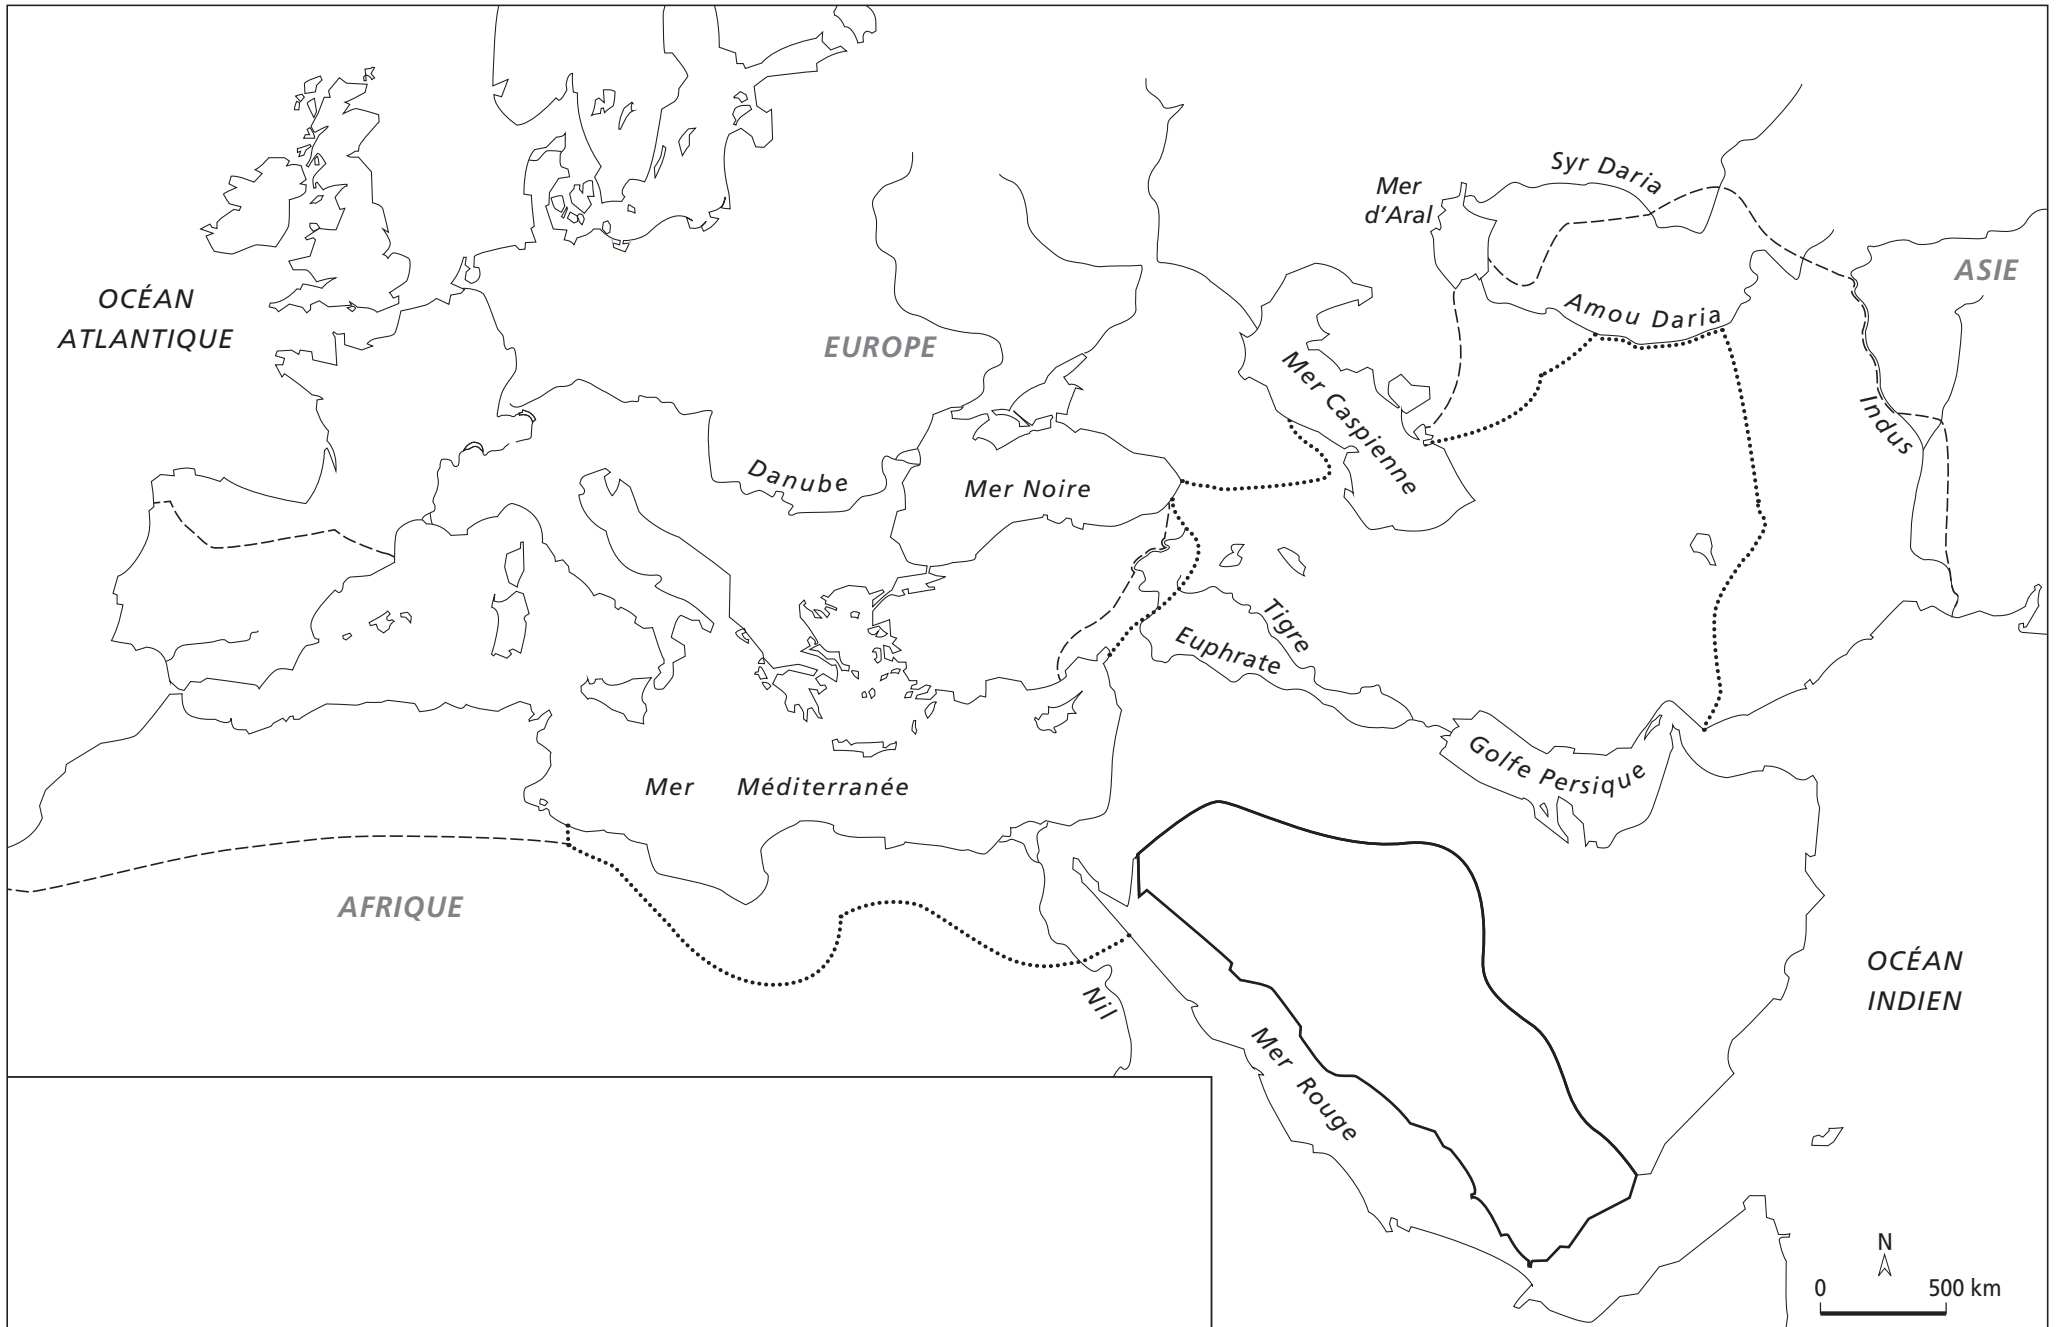 Syr Daria
Mer
d’Aral
ASIE
OCÉAN
ATLANTIQUE
Amou Daria
EUROPE
Mer Caspienne
Indus
Danube
Mer Noire
Tigre
Euphrate
Golfe Persique
Mer Méditerranée
AFRIQUE
OCÉAN
INDIEN
Nil
Mer Rouge
N
0 500 km